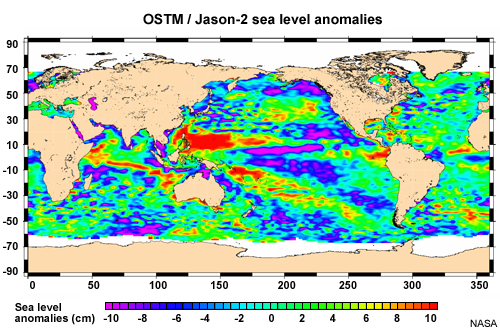 OSTM / Jason-2 sea level anomalies
90
70
50
30
10
-10
-30
-50
-70
-90
0 50 100 150 200 250 300 350
Sea level
anomalies (cm) -10 -8 -6 -4 -2 0 2 4 6 8 10
NASA